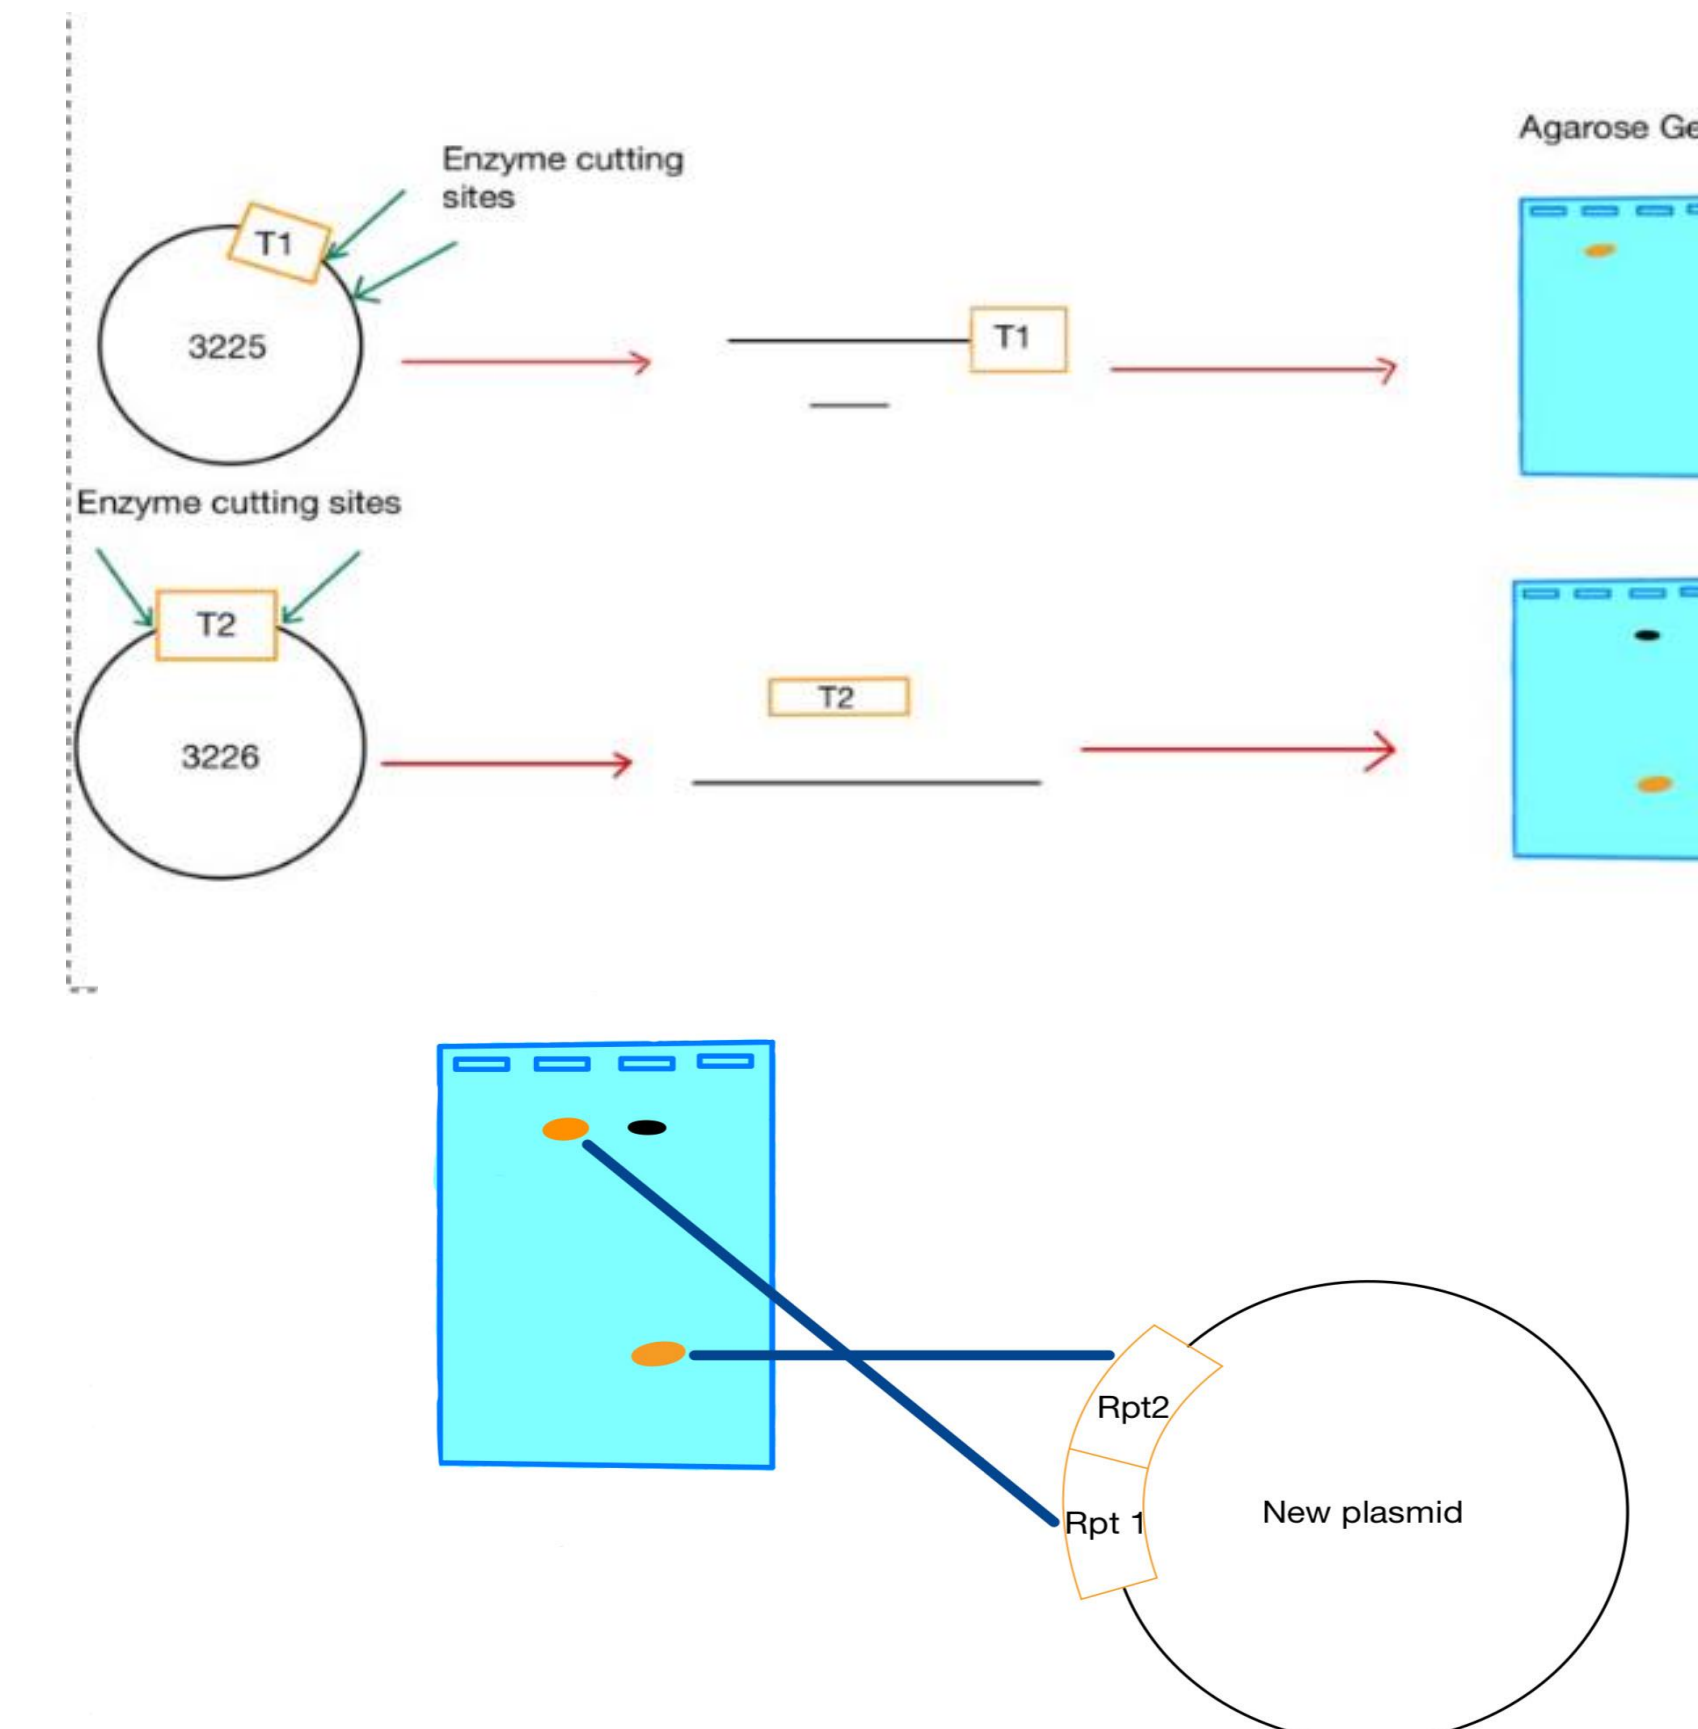 Agarose Ge
Enzyme cutting
sites
T1
3225
T1
Enzyme cutting sites
T2
T2
3226
Rpt2
Rpt 1
New plasmid